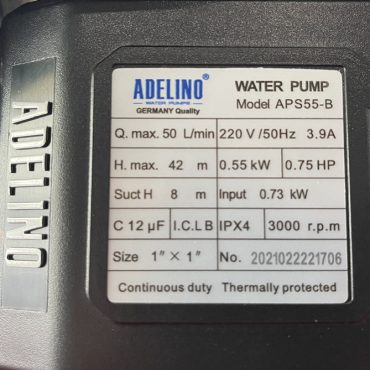 ADELINO
ADELINO®
WATER PUMPS
GERMANY Quality
WATER PUMP
Model APS55-B
Q. max. 50 L/min 220 V /50Hz 3.9A
H. max. 42 m 0.55 kW 0.75 HP
Suct H 8 m Input 0.73 kW
C 12 µF I.C.L B IPX4 3000 r.p.m
Size 1″ × 1″ No. 2021022221706
Continuous duty Thermally protected